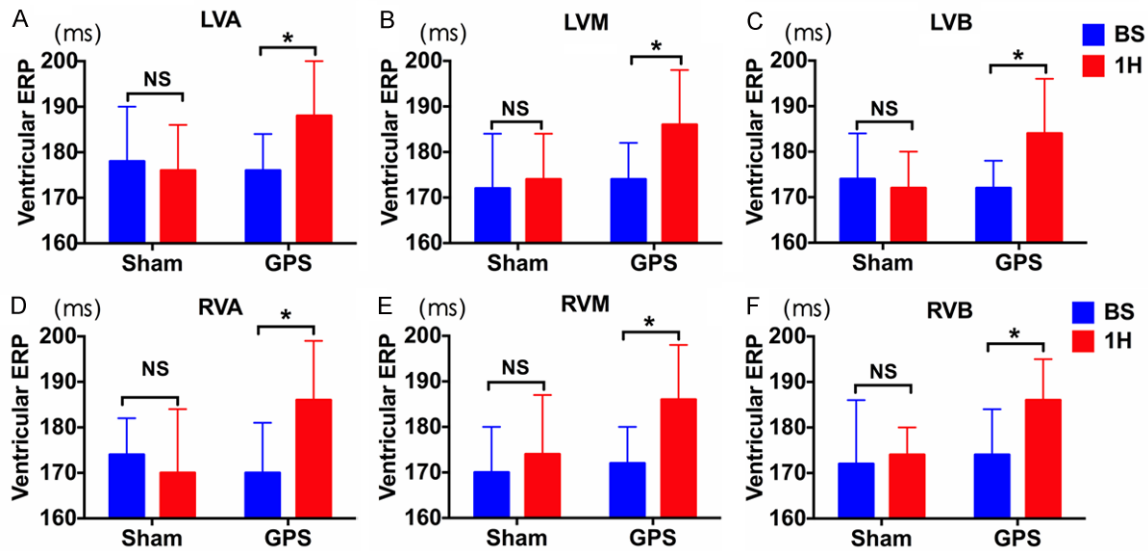 A (ms) LVA
Ventricular ERP
200
190
180
170
160
NS
*
Sham GPS
B (ms) LVM
Ventricular ERP
200
190
180
170
160
NS
*
Sham GPS
C (ms) LVB
Ventricular ERP
200
190
180
170
160
NS
*
Sham GPS
BS
1H
D (ms) RVA
Ventricular ERP
200
190
180
170
160
NS
*
Sham GPS
E (ms) RVM
Ventricular ERP
200
190
180
170
160
NS
*
Sham GPS
F (ms) RVB
Ventricular ERP
200
190
180
170
160
NS
*
Sham GPS
BS
1H